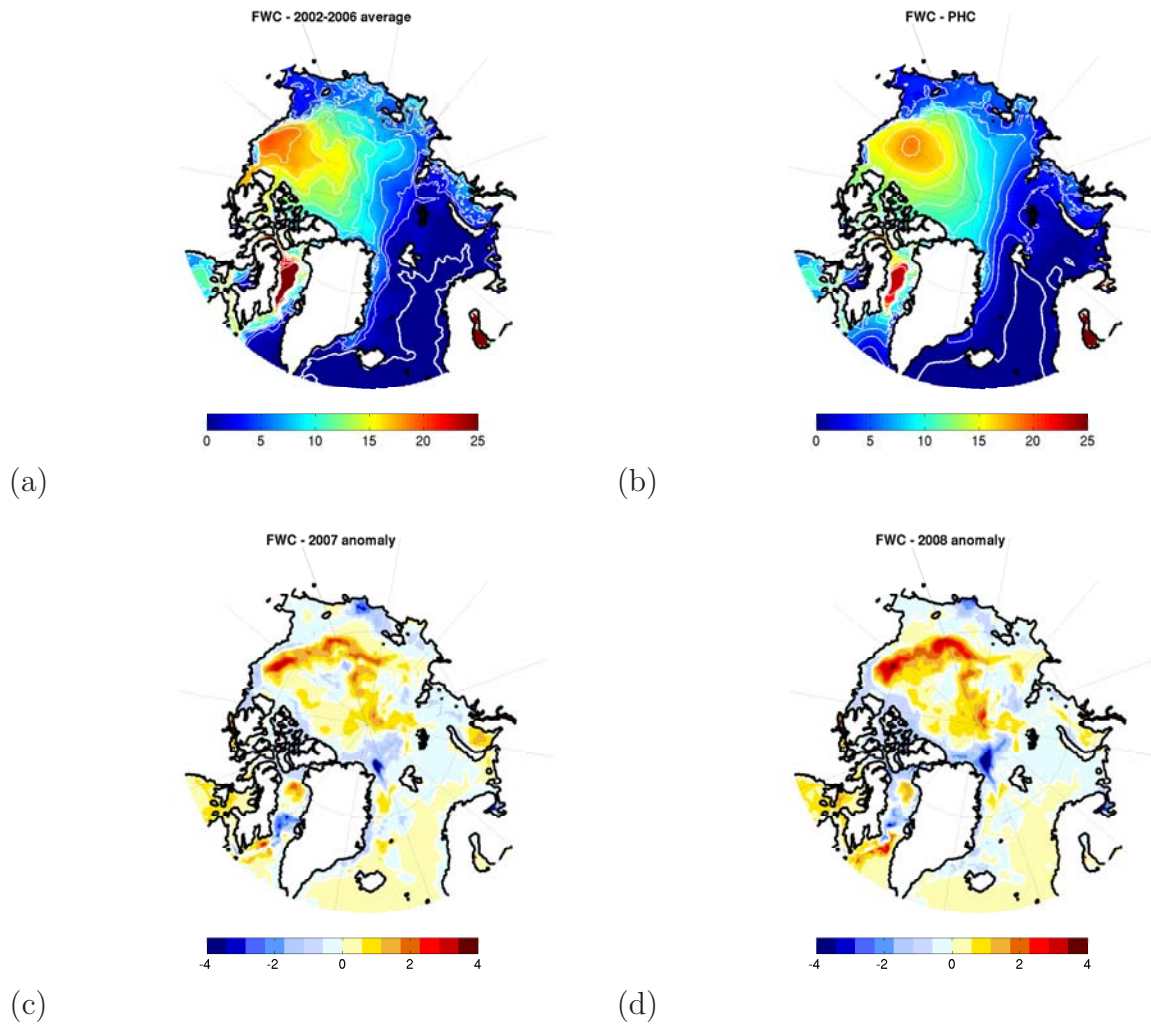 FWC - 2002-2006 average
FWC - PHC
0 5 10 15 20 25
0 5 10 15 20 25
(a)
(b)
FWC - 2007 anomaly
FWC - 2008 anomaly
-4 -2 0 2 4
-4 -2 0 2 4
(c)
(d)